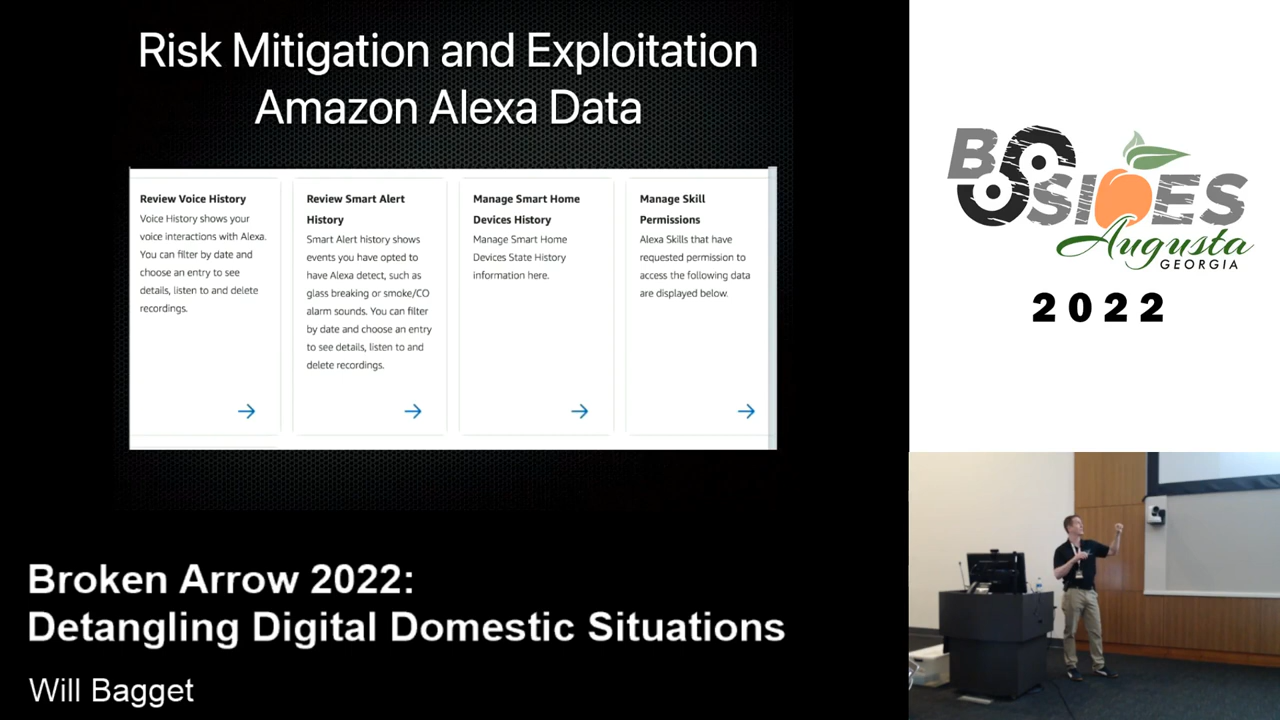 Risk Mitigation and Exploitation
Amazon Alexa Data
Review Voice History
Voice History shows your
voice interactions with Alexa.
You can filter by date and
choose an entry to see
details, listen to and delete
recordings.
Review Smart Alert
History
Smart Alert history shows
events you have opted to
have Alexa detect, such as
glass breaking or smoke/CO
alarm sounds. You can filter
by date and choose an entry
to see details, listen to and
delete recordings.
Manage Smart Home
Devices History
Manage Smart Home
Devices State History
information here.
Manage Skill
Permissions
Alexa Skills that have
requested permission to
access the following data
are displayed below.
BSIDES
Augusta
GEORGIA
2022
Broken Arrow 2022:
Detangling Digital Domestic Situations
Will Bagget